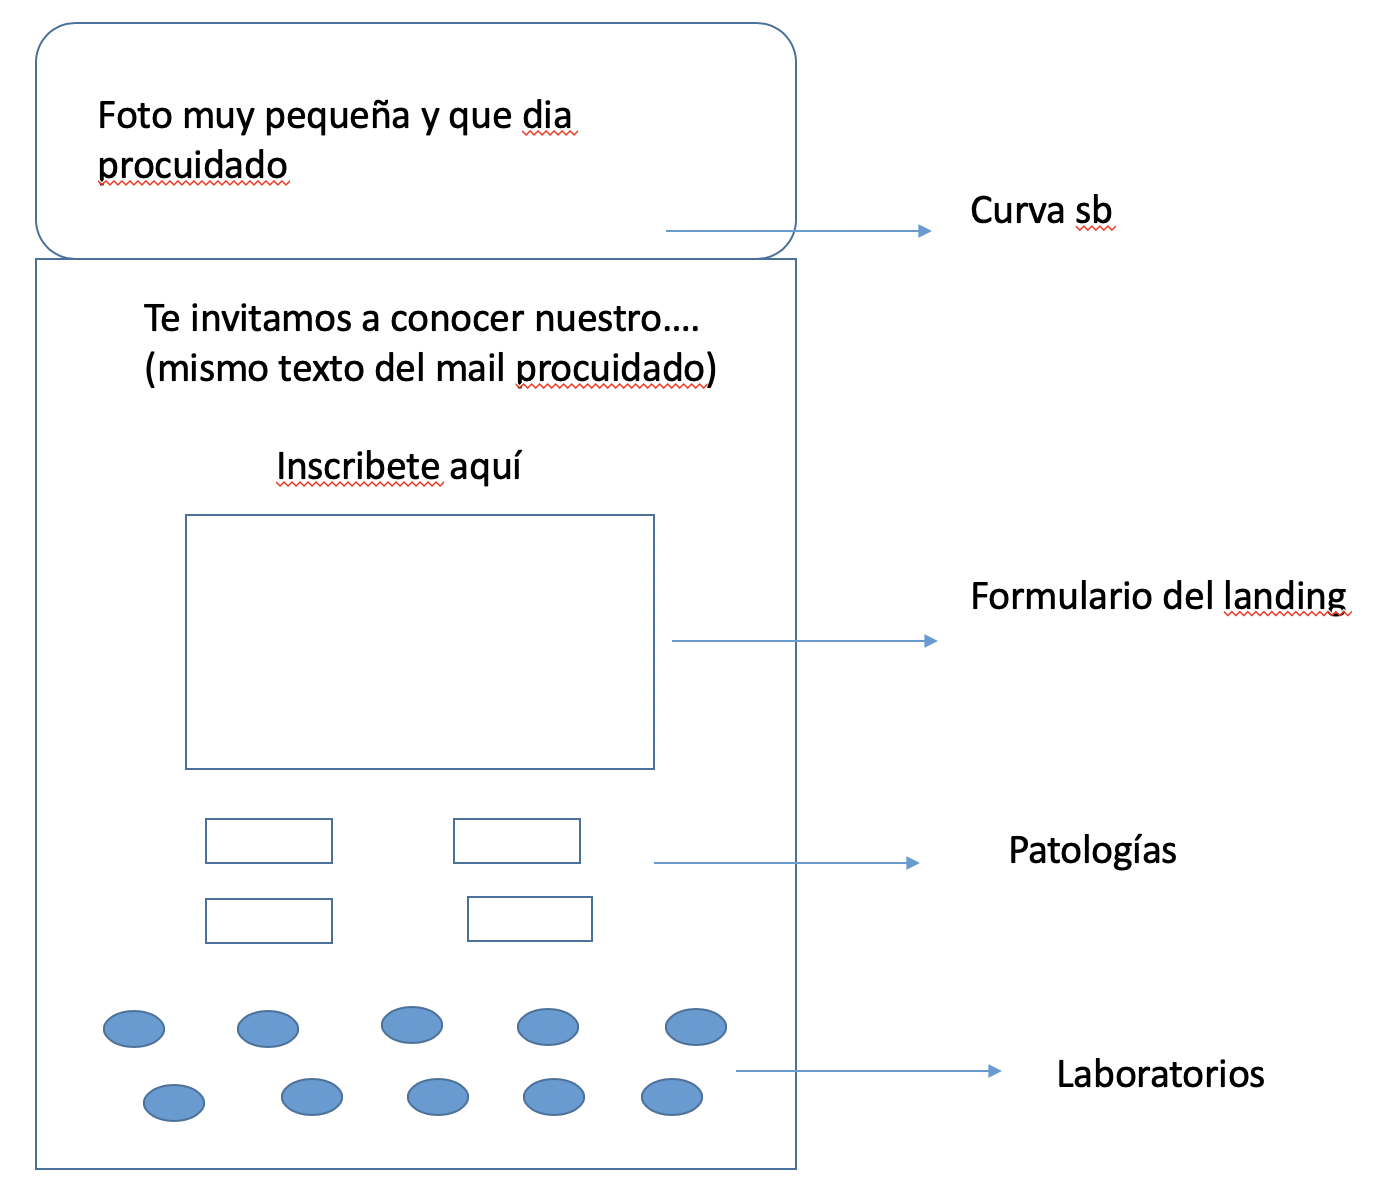 Foto muy pequeña y que dia
procuidado
Curva sb
Te invitamos a conocer nuestro....
(mismo texto del mail procuidado)
Inscribete aquí
Formulario del landing
Patologías
Laboratorios